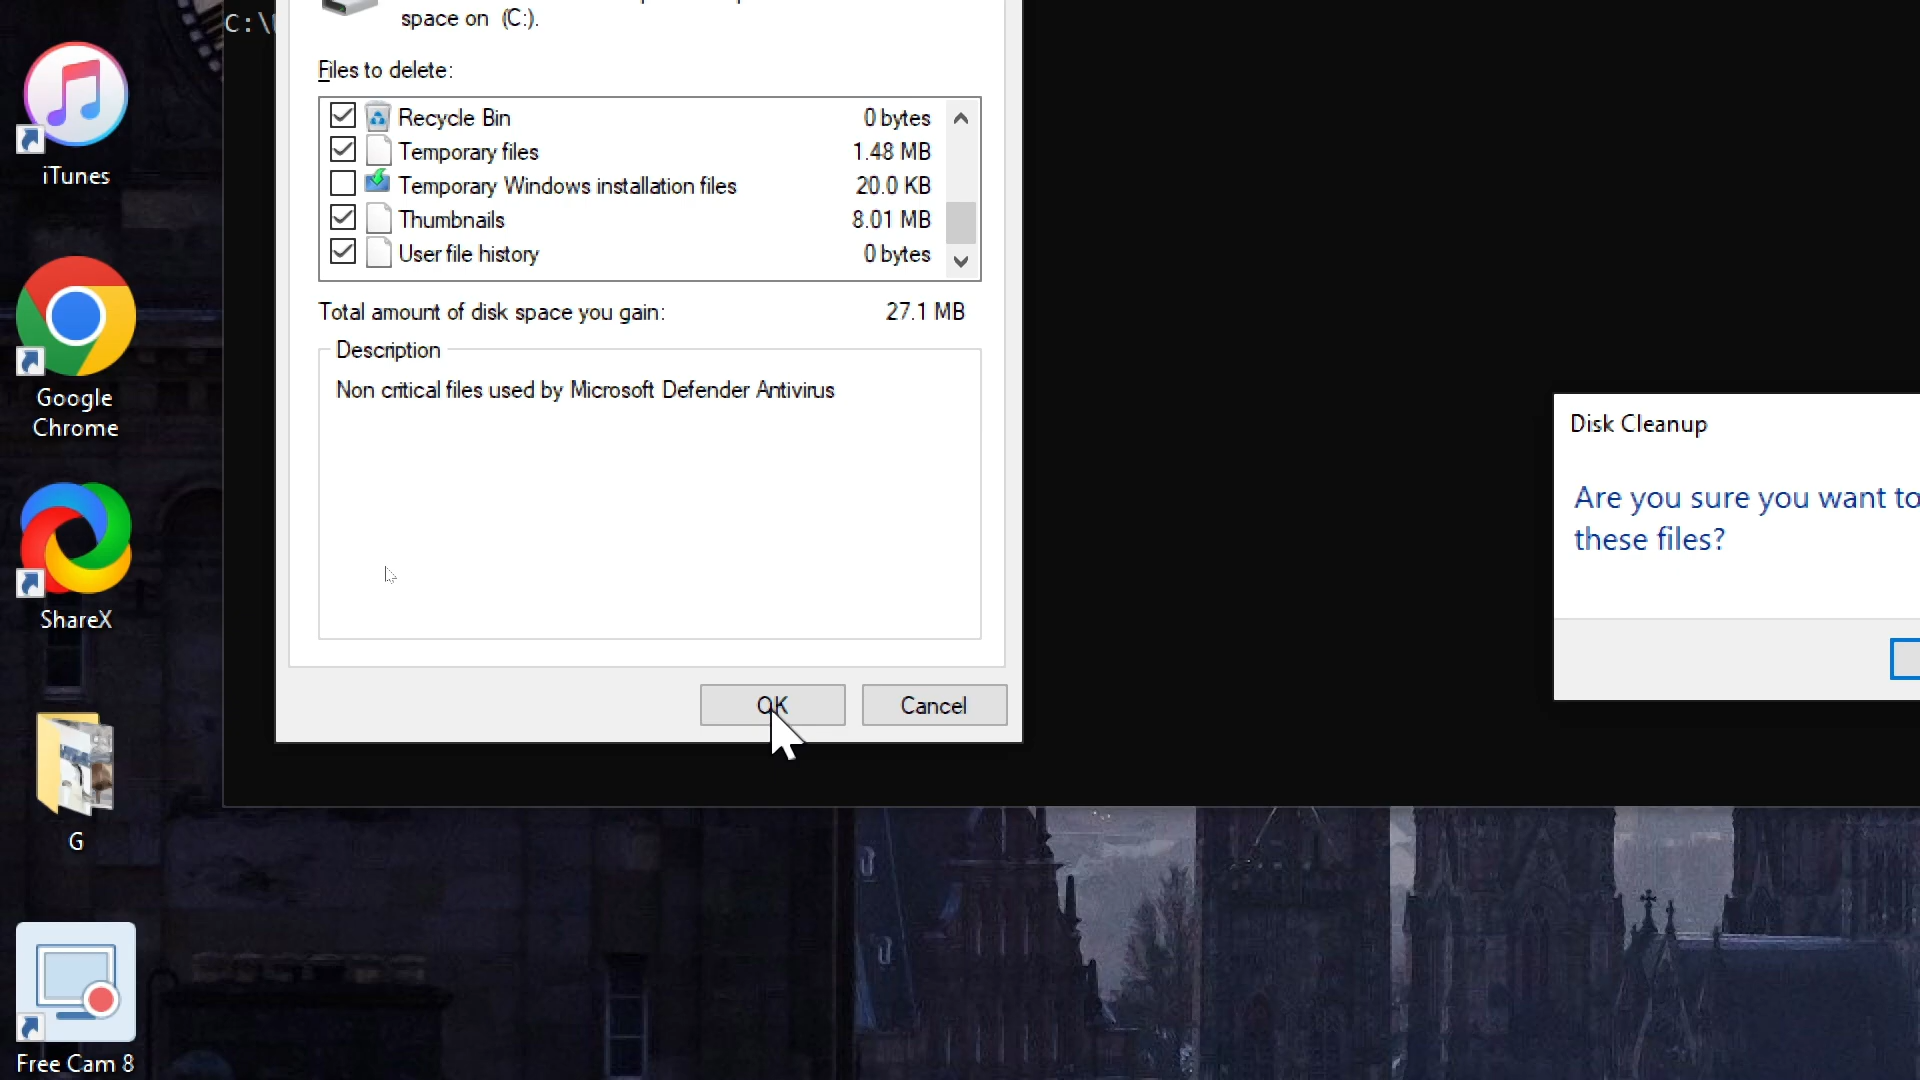 C:\
space on (C:).
Files to delete:
Recycle Bin 0 bytes
Temporary files 1.48 MB
Temporary Windows installation files 20.0 KB
Thumbnails 8.01 MB
User file history 0 bytes
Total amount of disk space you gain: 27.1 MB
Description
Non critical files used by Microsoft Defender Antivirus
OK
Cancel
Disk Cleanup
Are you sure you want to
these files?
iTunes
Google
Chrome
ShareX
G
Free Cam 8